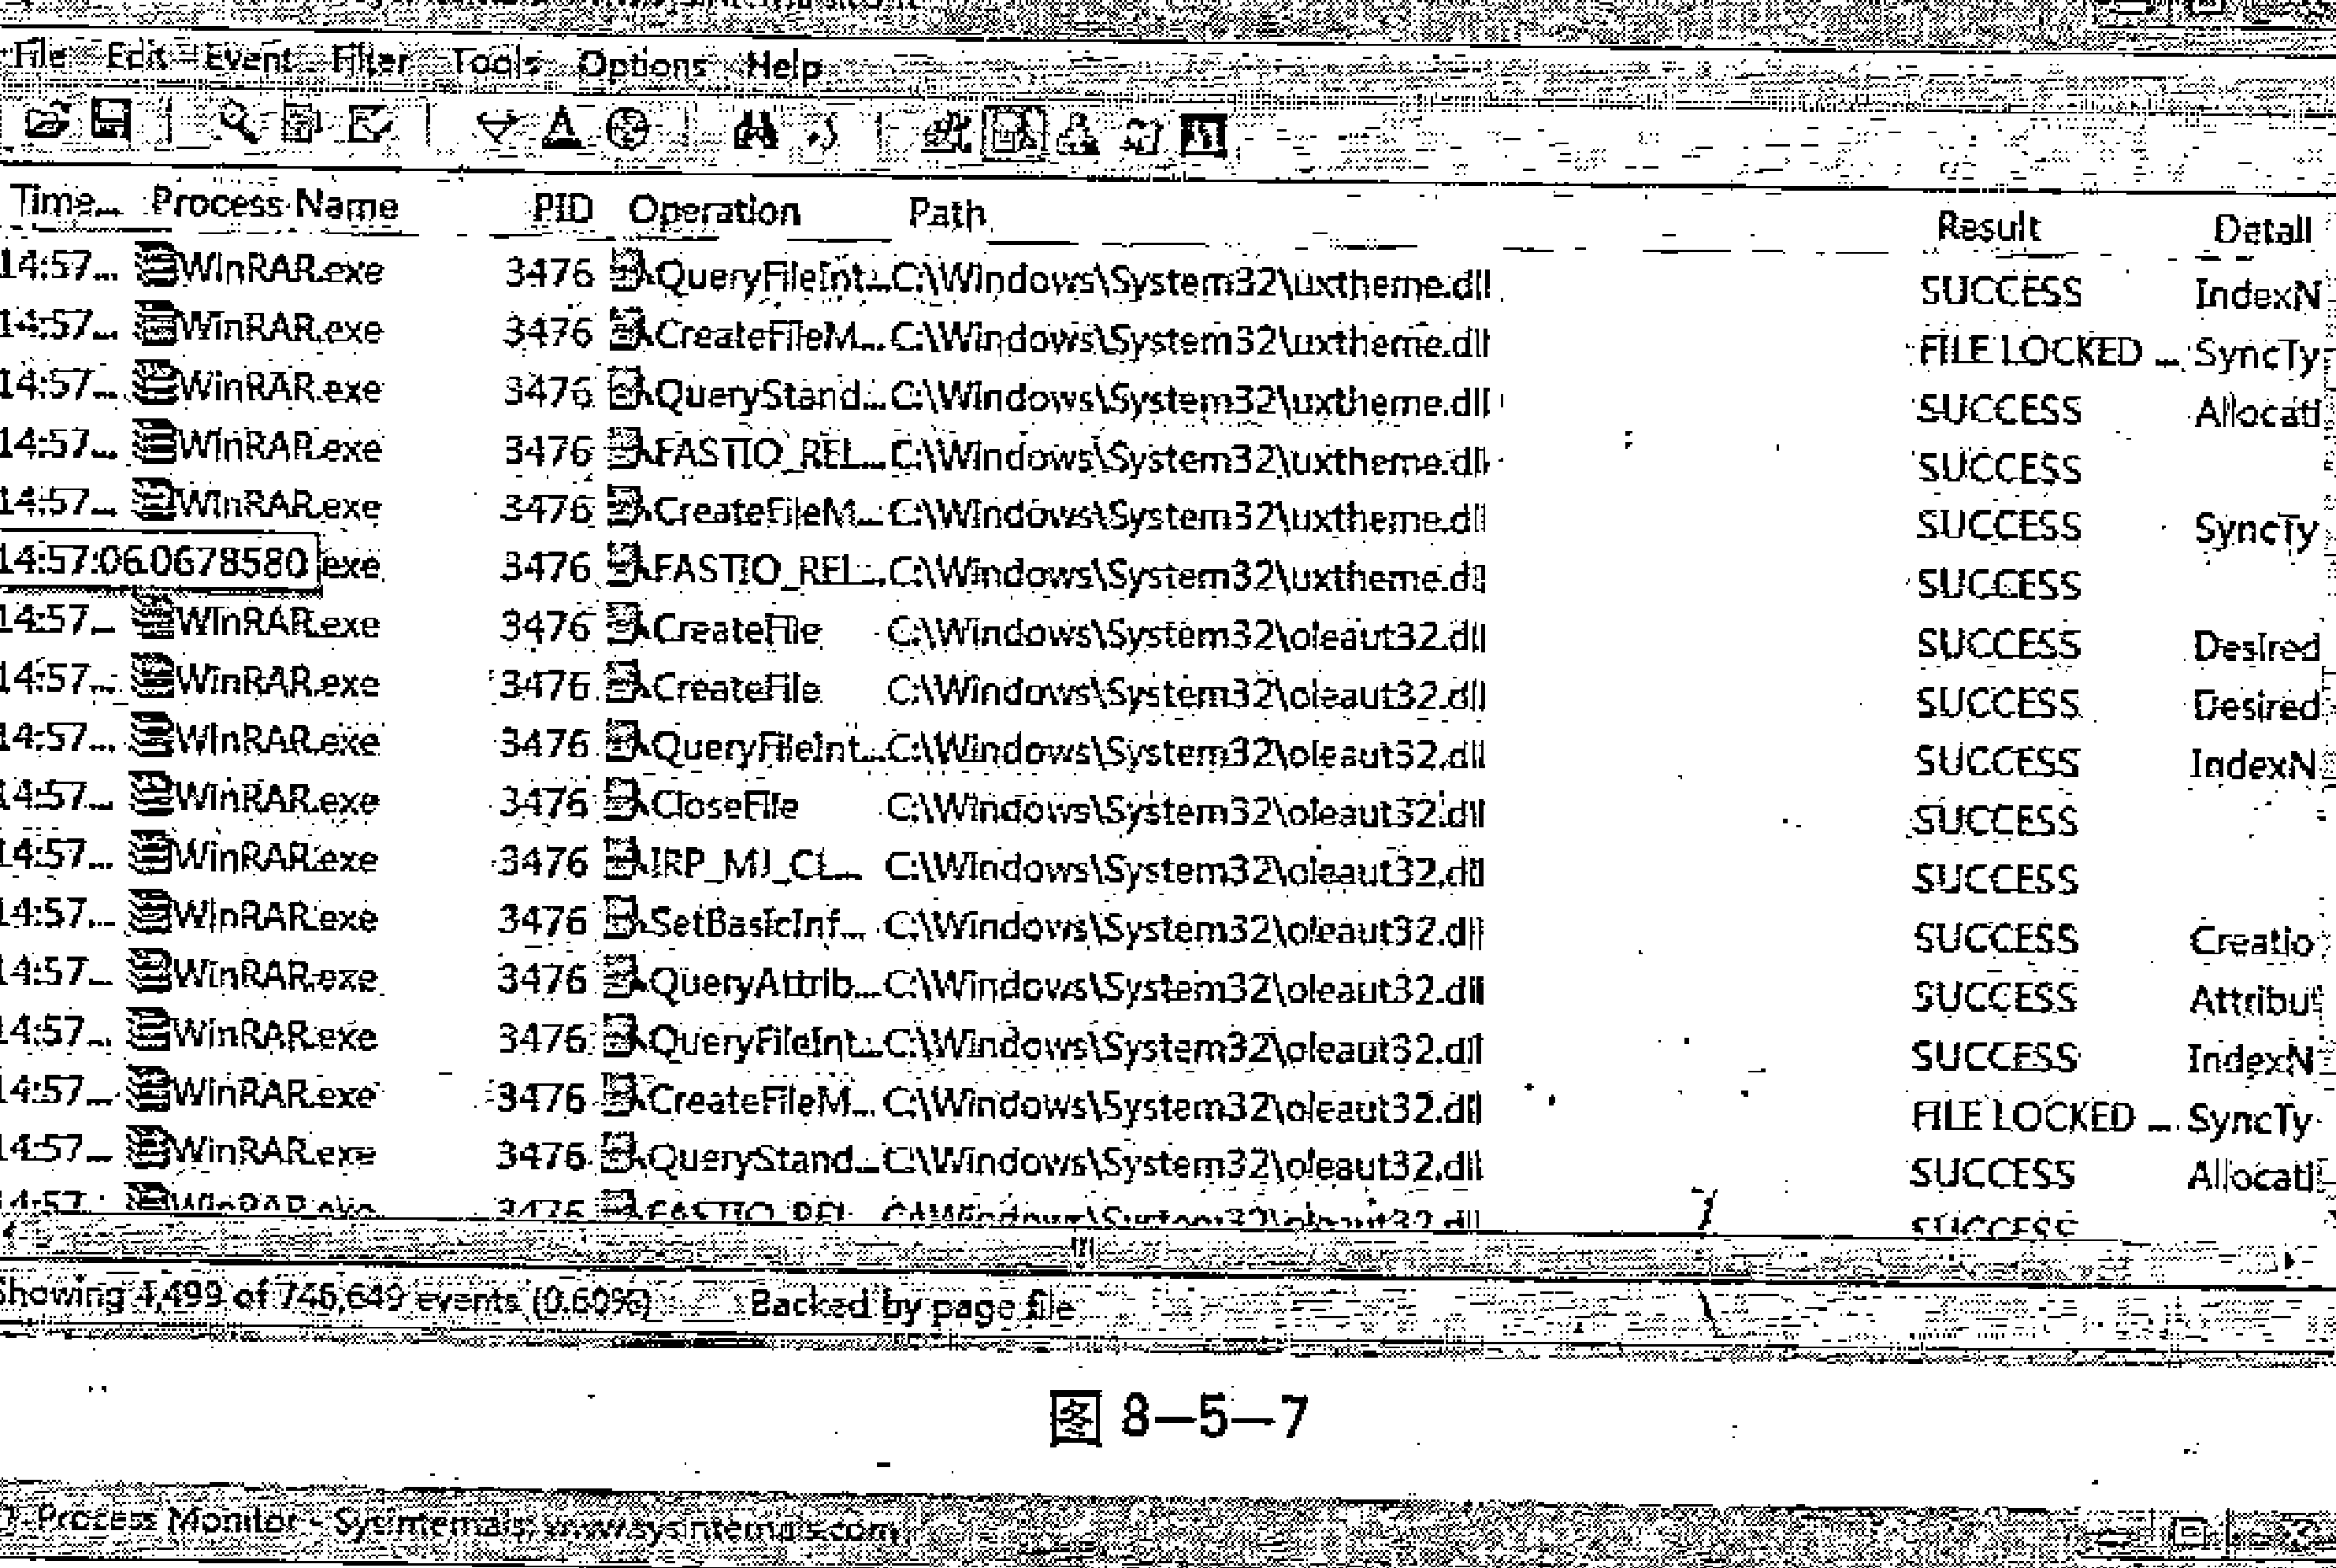 File Edit Event Filter Tools Options Help
Time... Process Name PID Operation Path Result Detail
14:57... WinRAR.exe 3476 QueryFileInt... C:\Windows\System32\uxtheme.dll SUCCESS IndexN
14:57... WinRAR.exe 3476 CreateFileM... C:\Windows\System32\uxtheme.dll FILE LOCKED ... SyncTy
14:57... WinRAR.exe 3476 QueryStand... C:\Windows\System32\uxtheme.dll SUCCESS Allocati
14:57... WinRAR.exe 3476 FASTIO_REL... C:\Windows\System32\uxtheme.dll SUCCESS
14:57... WinRAR.exe 3476 CreateFileM... C:\Windows\System32\uxtheme.dll SUCCESS SyncTy
14:57:06.0678580 exe 3476 FASTIO_REL... C:\Windows\System32\uxtheme.dll SUCCESS
14:57... WinRAR.exe 3476 CreateFile C:\Windows\System32\oleaut32.dll SUCCESS Desired
14:57... WinRAR.exe 3476 CreateFile C:\Windows\System32\oleaut32.dll SUCCESS Desired
14:57... WinRAR.exe 3476 QueryFileInt... C:\Windows\System32\oleaut32.dll SUCCESS IndexN
14:57... WinRAR.exe 3476 CloseFile C:\Windows\System32\oleaut32.dll SUCCESS
14:57... WinRAR.exe 3476 IRP_MJ_CL... C:\Windows\System32\oleaut32.dll SUCCESS
14:57... WinRAR.exe 3476 SetBasicInf... C:\Windows\System32\oleaut32.dll SUCCESS Creatio
14:57... WinRAR.exe 3476 QueryAttrib... C:\Windows\System32\oleaut32.dll SUCCESS Attribut
14:57... WinRAR.exe 3476 QueryFileInt... C:\Windows\System32\oleaut32.dll SUCCESS IndexN
14:57... WinRAR.exe 3476 CreateFileM... C:\Windows\System32\oleaut32.dll FILE LOCKED ... SyncTy
14:57... WinRAR.exe 3476 QueryStand... C:\Windows\System32\oleaut32.dll SUCCESS Allocati
14:57... WinRAR.exe 3476 FASTIO_REL... C:\Windows\System32\oleaut32.dll SUCCESS
Showing 4,499 of 746,649 events (0.60%) Backed by page file
图 8—5—7
Process Monitor - Sysinternals: www.sysinternals.com